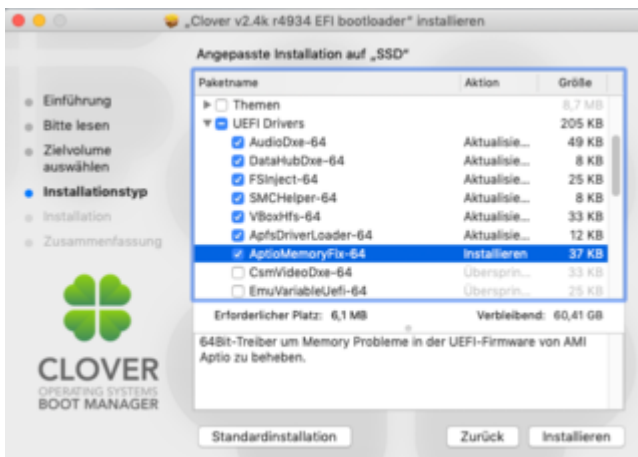 „Clover v2.4k r4934 EFI bootloader“ installieren
Angepasste Installation auf „SSD“
Einführung
Bitte lesen
Zielvolume
auswählen
Installationstyp
Installation
Zusammenfassung
Paketname Aktion Größe
Themen 8,7 MB
UEFI Drivers 205 KB
AudioDxe-64 Aktualisie... 49 KB
DataHubDxe-64 Aktualisie... 8 KB
FSInject-64 Aktualisie... 25 KB
SMCHelper-64 Aktualisie... 8 KB
VBoxHfs-64 Aktualisie... 33 KB
ApfsDriverLoader-64 Aktualisie... 12 KB
AptioMemoryFix-64 Installieren 37 KB
CsmVideoDxe-64 Übersprin... 33 KB
EmuVariableUefi-64 Übersprin... 25 KB
Erforderlicher Platz: 6,1 MB Verbleibend: 60,41 GB
64Bit-Treiber um Memory Probleme in der UEFI-Firmware von AMI
Aptio zu beheben.
CLOVER
OPERATING SYSTEMS
BOOT MANAGER
Standardinstallation Zurück Installieren